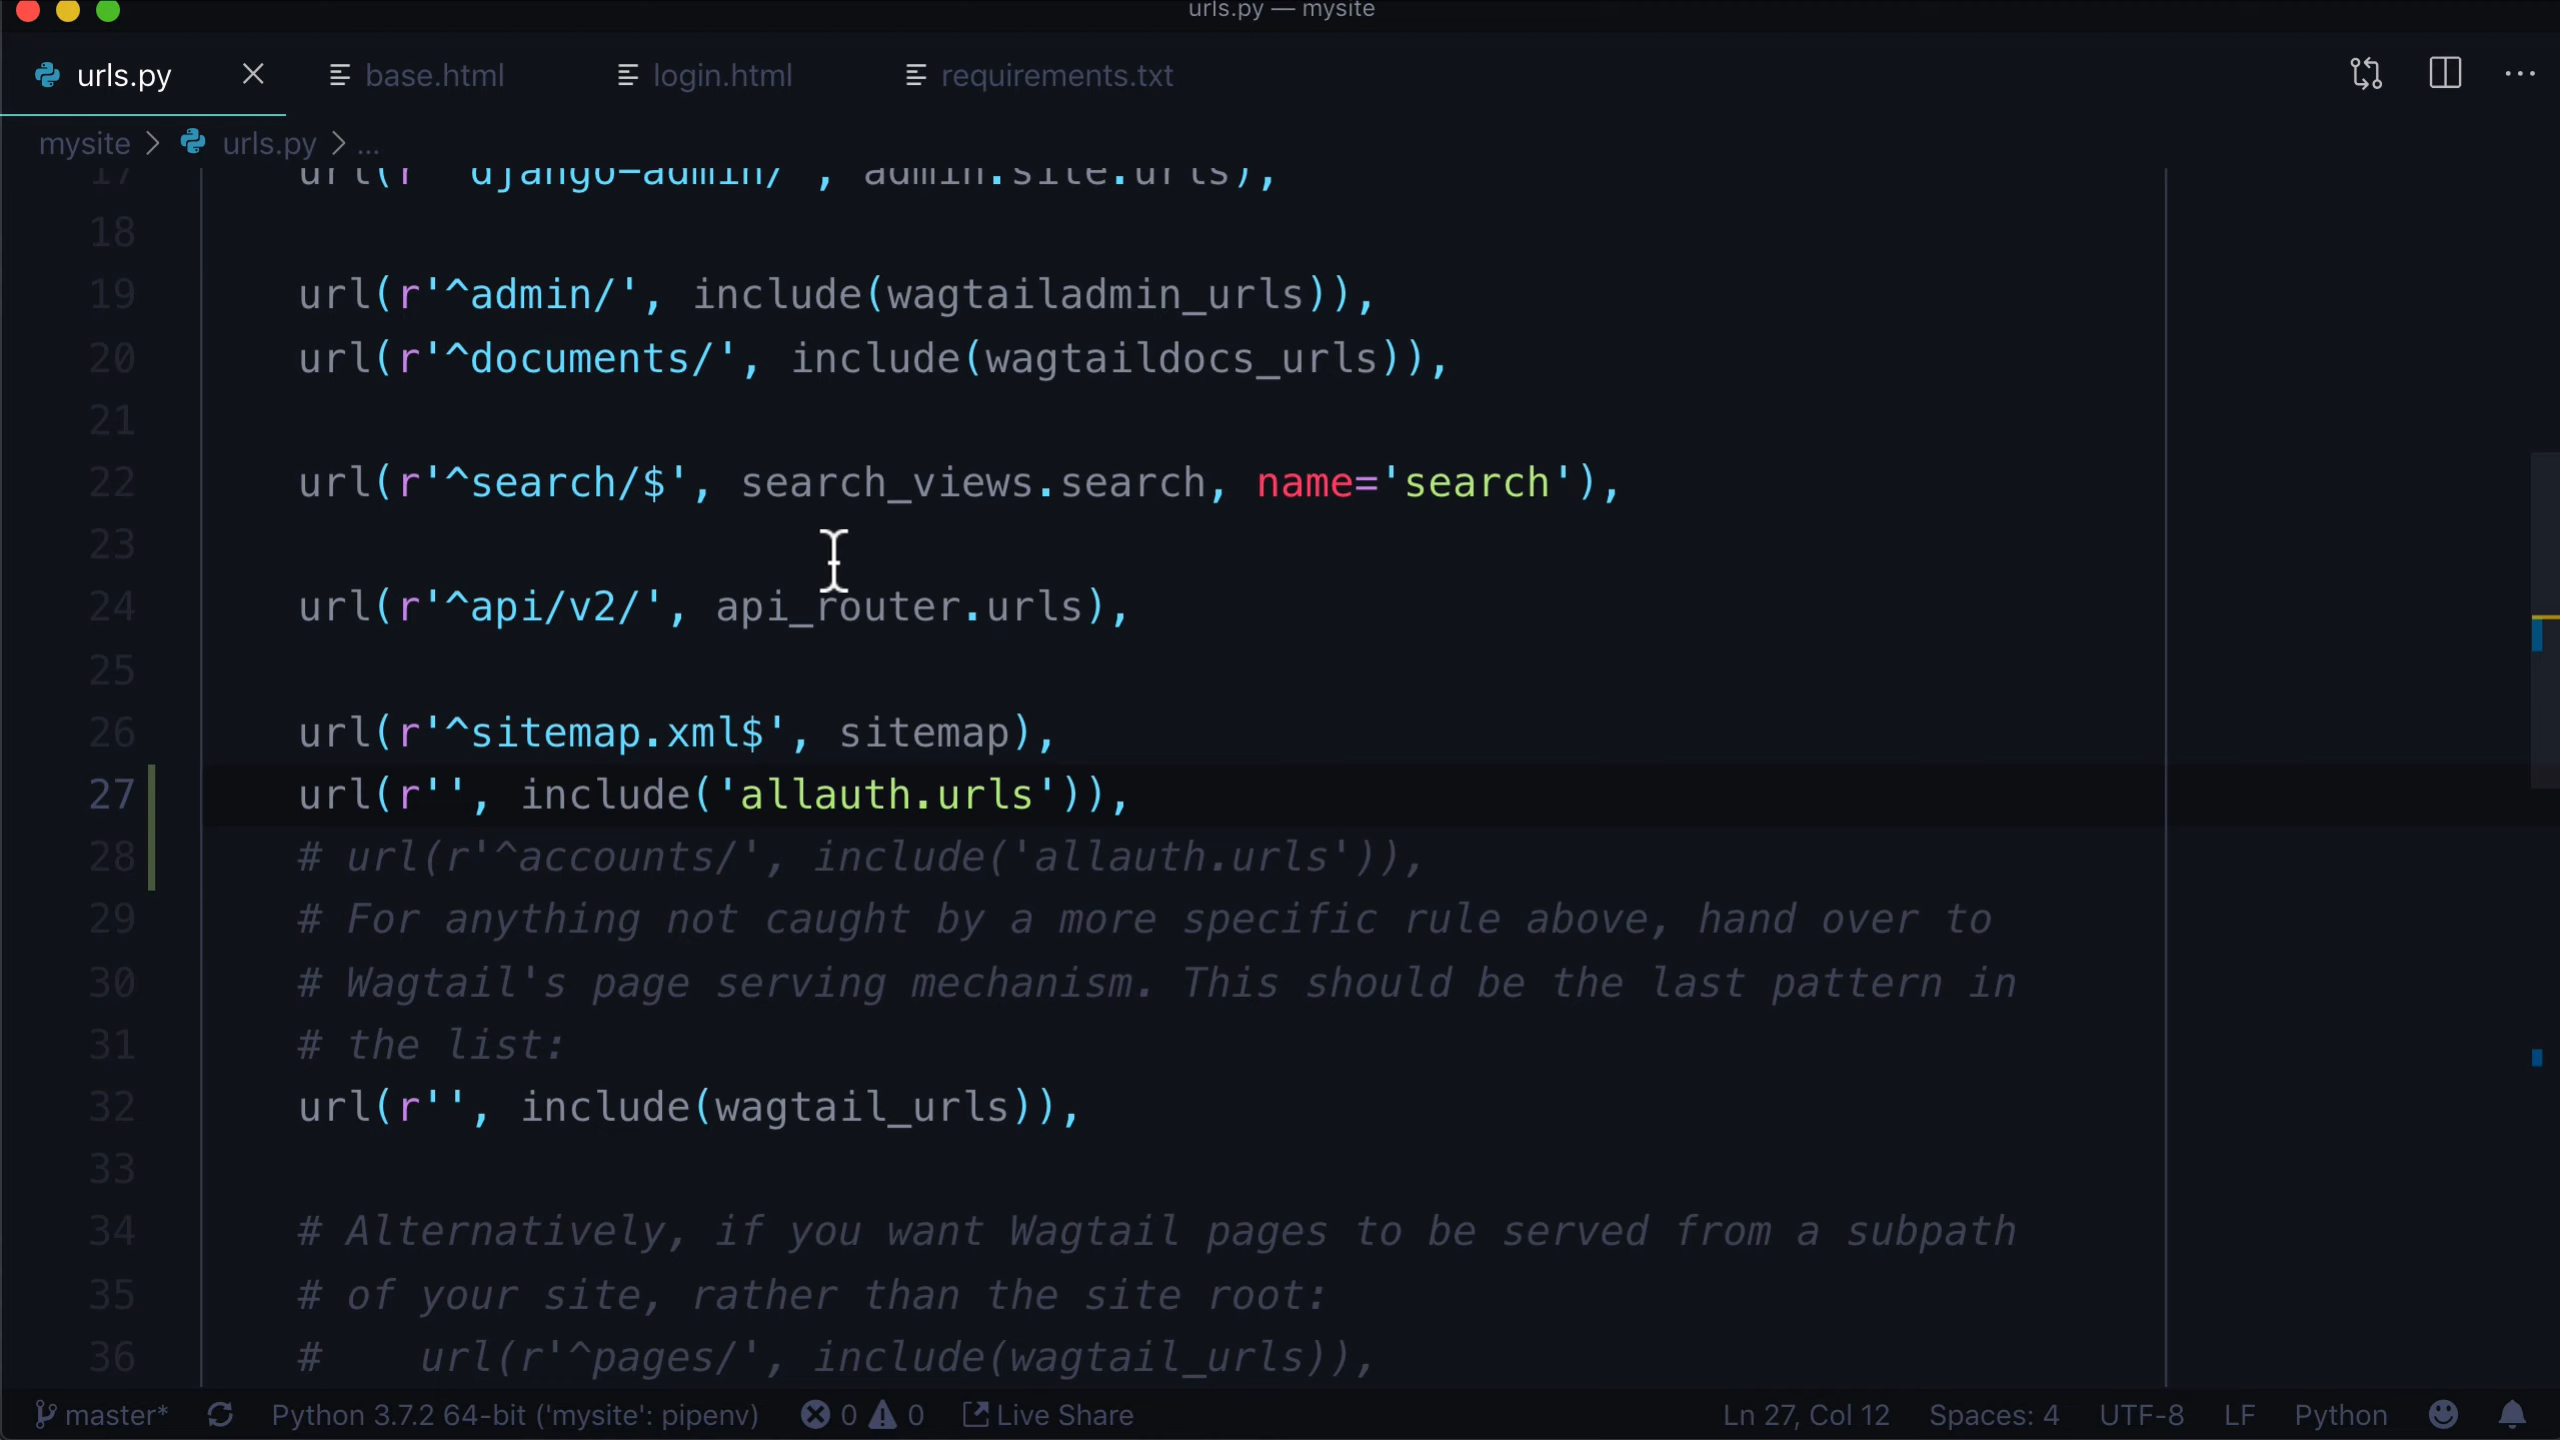 urls.py — mysite
urls.py base.html login.html requirements.txt
mysite > urls.py > ...
17 url(r'^django-admin/', admin.site.urls),
18
19 url(r'^admin/', include(wagtailadmin_urls)),
20 url(r'^documents/', include(wagtaildocs_urls)),
21
22 url(r'^search/$', search_views.search, name='search'),
23
24 url(r'^api/v2/', api_router.urls),
25
26 url(r'^sitemap.xml$', sitemap),
27 url(r'', include('allauth.urls')),
28 # url(r'^accounts/', include('allauth.urls')),
29 # For anything not caught by a more specific rule above, hand over to
30 # Wagtail's page serving mechanism. This should be the last pattern in
31 # the list:
32 url(r'', include(wagtail_urls)),
33
34 # Alternatively, if you want Wagtail pages to be served from a subpath
35 # of your site, rather than the site root:
36 #    url(r'^pages/', include(wagtail_urls)),
master* Python 3.7.2 64-bit ('mysite': pipenv) 0 0 Live Share Ln 27, Col 12 Spaces: 4 UTF-8 LF Python